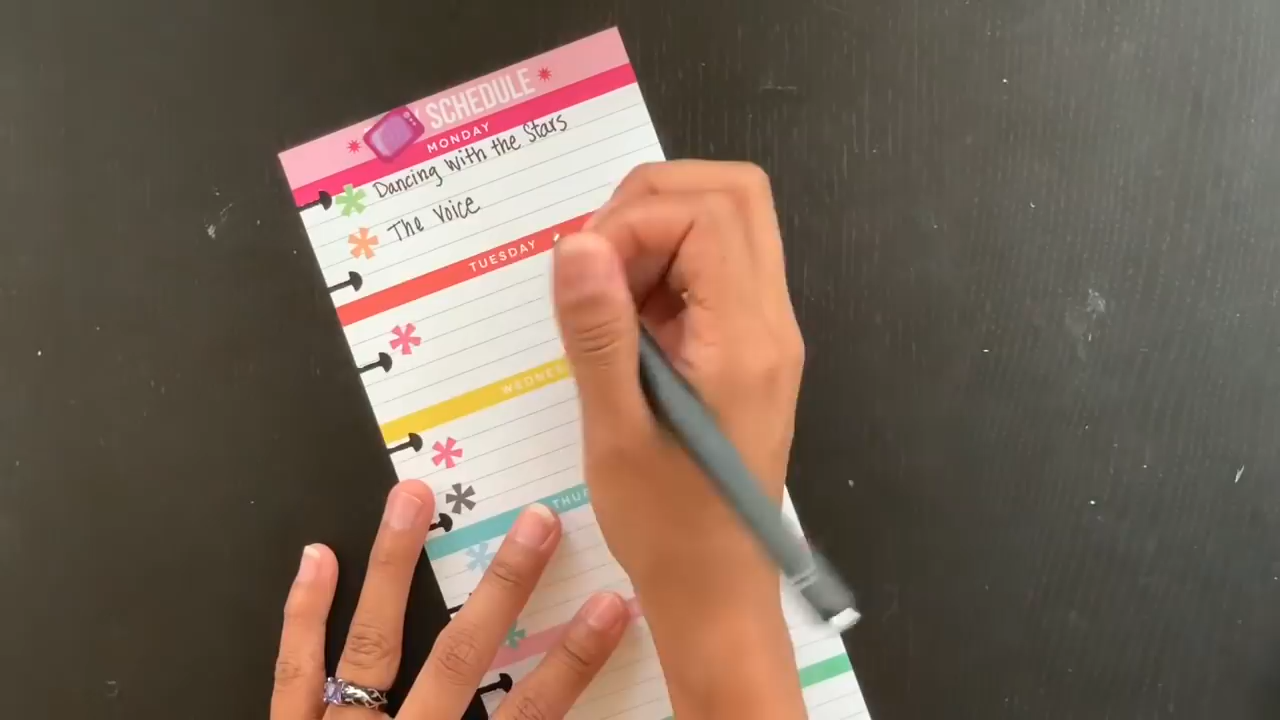 SCHEDULE
MONDAY
Dancing with the Stars
The Voice
TUESDAY